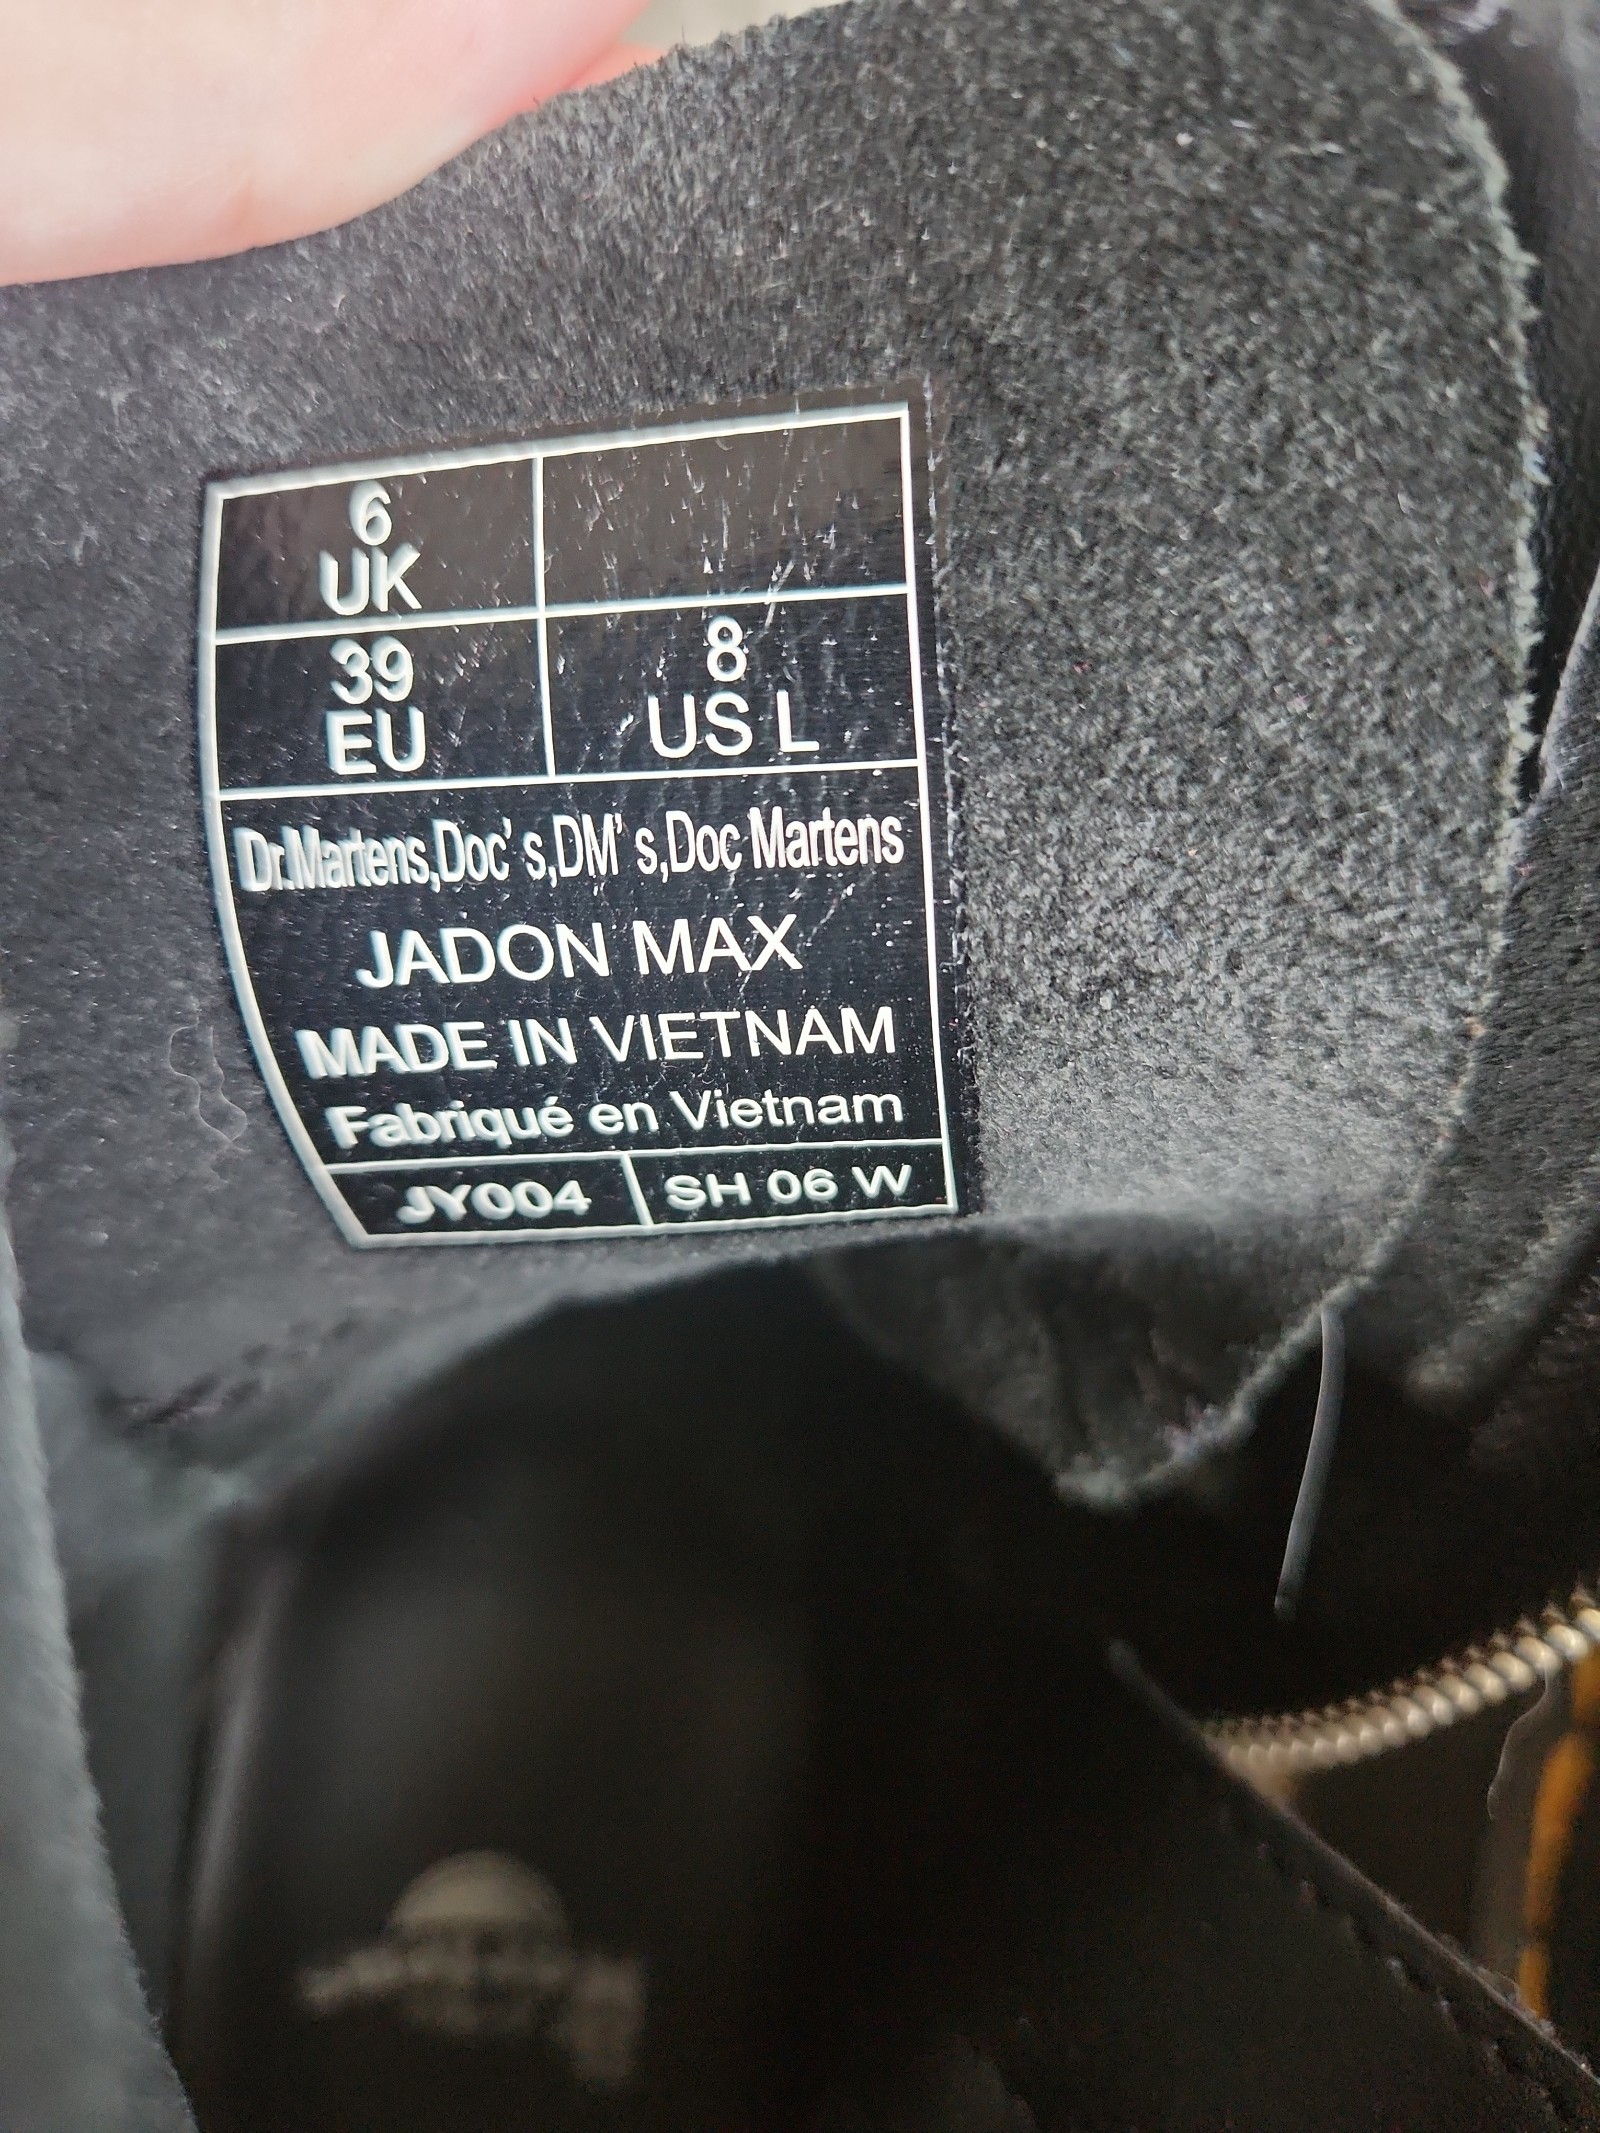 6
UK
39
EU
8
US L
Dr.Martens,Doc's,DM's,Doc Martens
JADON MAX
MADE IN VIETNAM
Fabriqué en Vietnam
JY004
SH 06 W